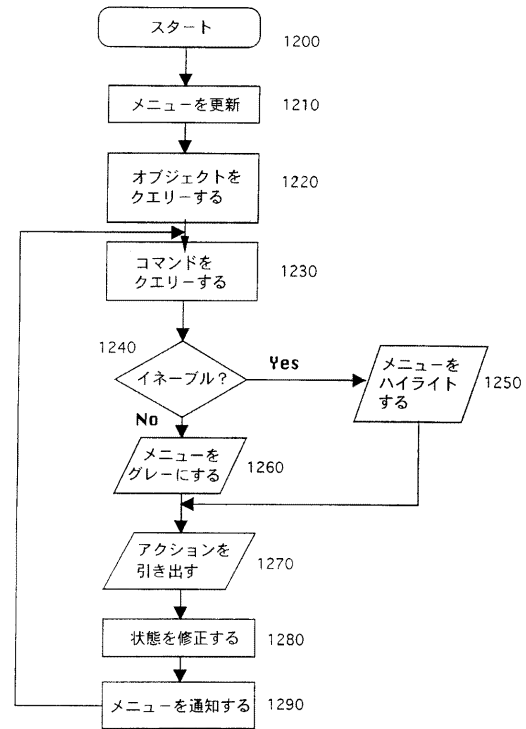 スタート
1200
メニューを更新
1210
オブジェクトを
クエリーする
1220
コマンドを
クエリーする
1230
1240
イネーブル？
Yes
メニューを
ハイライト
する
1250
No
メニューを
グレーにする
1260
アクションを
引き出す
1270
状態を修正する
1280
メニューを通知する
1290